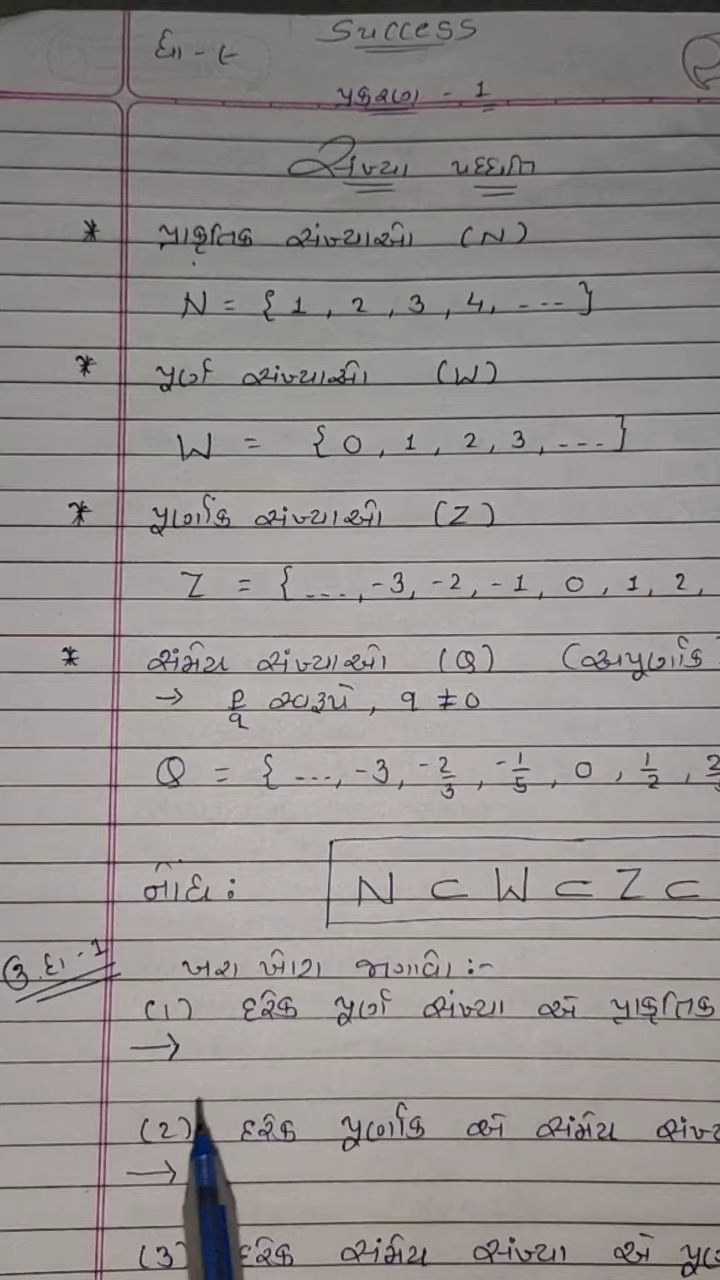 Success
ધો - ૯
પ્રકરણ - 1
સંખ્યા પદ્ધતિ
* પ્રાકૃતિક સંખ્યાઓ (N)
N = { 1 , 2 , 3 , 4, --- }
* પૂર્ણ સંખ્યાઓ (W)
W = { 0 , 1 , 2 , 3 , --- }
* પૂર્ણાંક સંખ્યાઓ (Z)
Z = { ---, -3, -2, -1, 0, 1, 2,
* સંમેય સંખ્યાઓ (Q) (અપૂર્ણાંક
→ p/q સ્વરૂપે, q ≠ 0
Q = { ---, -3, -2/3, -1/5, 0, 1/2,
નોંધ : N ⊂ W ⊂ Z ⊂
ઉ.દા.-1 ખરા ખોટા જણાવો :-
(1) દરેક પૂર્ણ સંખ્યા એ પ્રાકૃતિક
→
(2) દરેક પૂર્ણાંક એ સંમેય
→
(3) દરેક સંમેય સંખ્યા એ